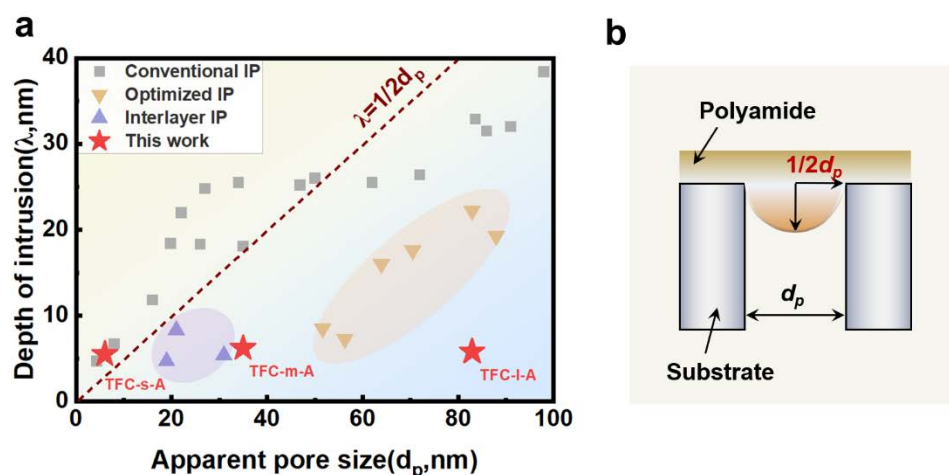 a
Depth of intrusion(λ,nm)
40
30
20
10
0
Conventional IP
Optimized IP
Interlayer IP
This work
λ=1/2dp
TFC-s-A
TFC-m-A
TFC-l-A
0
20
40
60
80
100
Apparent pore size(dp,nm)
b
Polyamide
1/2dp
dp
Substrate